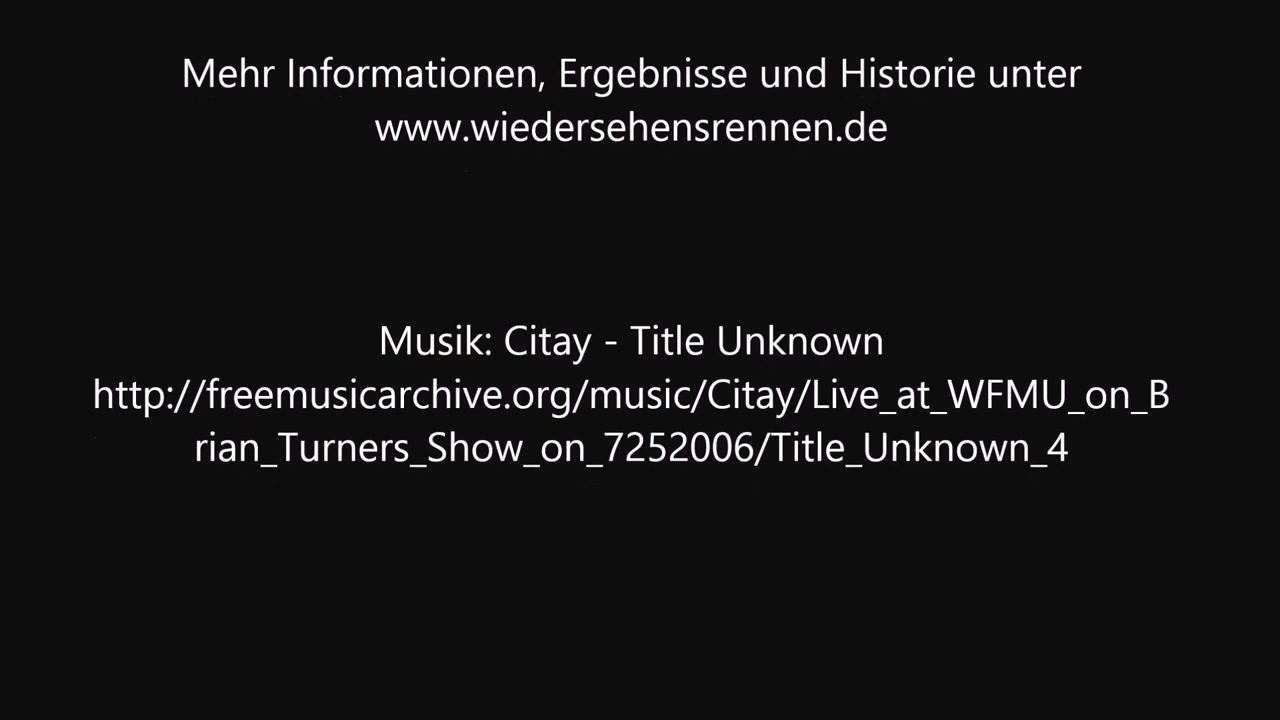 Mehr Informationen, Ergebnisse und Historie unter
www.wiedersehensrennen.de
Musik: Citay - Title Unknown
http://freemusicarchive.org/music/Citay/Live_at_WFMU_on_B
rian_Turners_Show_on_7252006/Title_Unknown_4